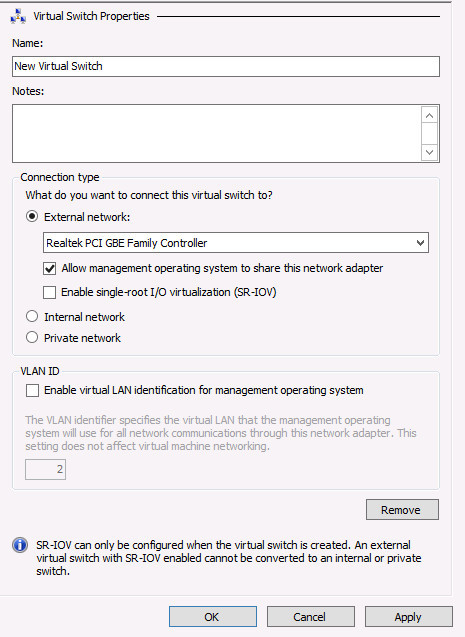 Virtual Switch Properties
Name:
New Virtual Switch
Notes:
Connection type
What do you want to connect this virtual switch to?
External network:
Realtek PCI GBE Family Controller
Allow management operating system to share this network adapter
Enable single-root I/O virtualization (SR-IOV)
Internal network
Private network
VLAN ID
Enable virtual LAN identification for management operating system
The VLAN identifier specifies the virtual LAN that the management operating
system will use for all network communications through this network adapter. This
setting does not affect virtual machine networking.
2
Remove
SR-IOV can only be configured when the virtual switch is created. An external
virtual switch with SR-IOV enabled cannot be converted to an internal or private
switch.
OK
Cancel
Apply